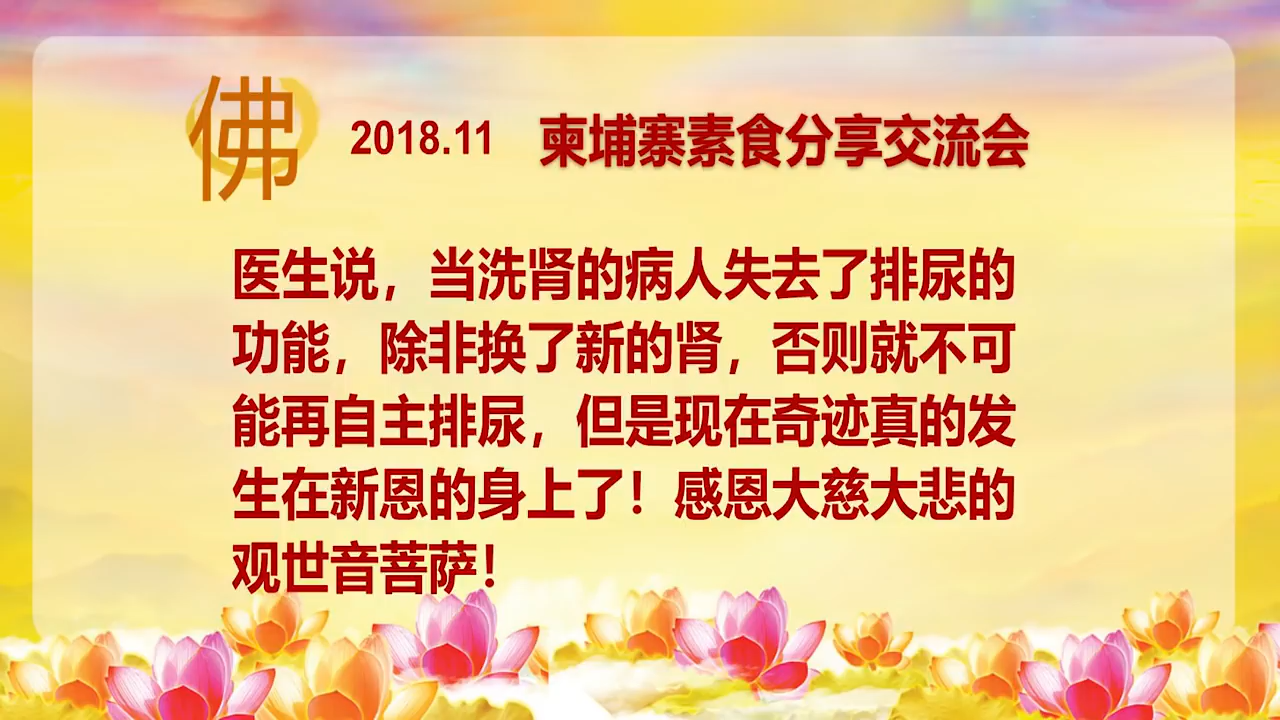 佛
2018.11 柬埔寨素食分享交流会
医生说，当洗肾的病人失去了排尿的
功能，除非换了新的肾，否则就不可
能再自主排尿，但是现在奇迹真的发
生在新恩的身上了！感恩大慈大悲的
观世音菩萨！